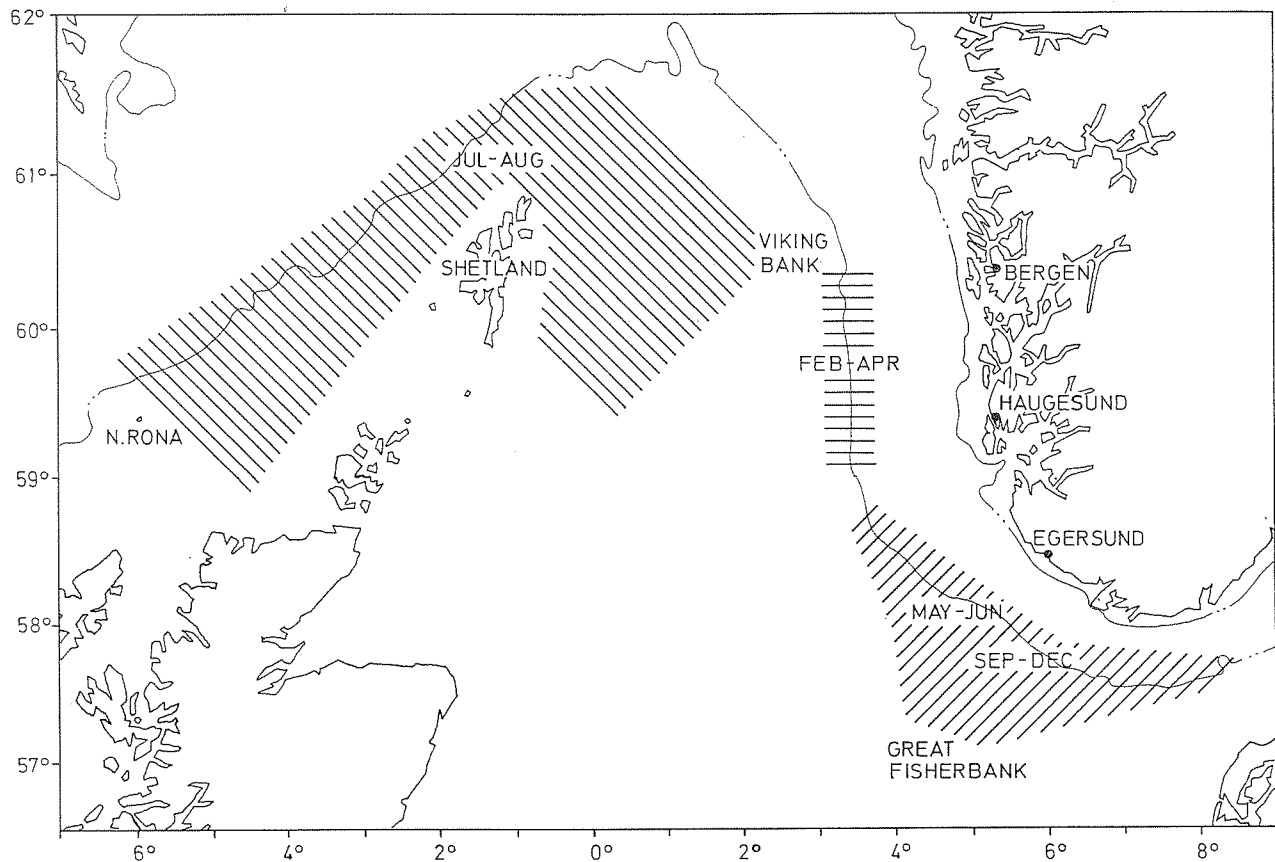 62°
61°
JUL-AUG
VIKING
BANK
SHETLAND
BERGEN
60°
FEB-APR
HAUGESUND
N.RONA
59°
EGERSUND
58°
MAY-JUN
SEP-DEC
GREAT
FISHERBANK
57°
6° 4° 2° 0° 2° 4° 6° 8°